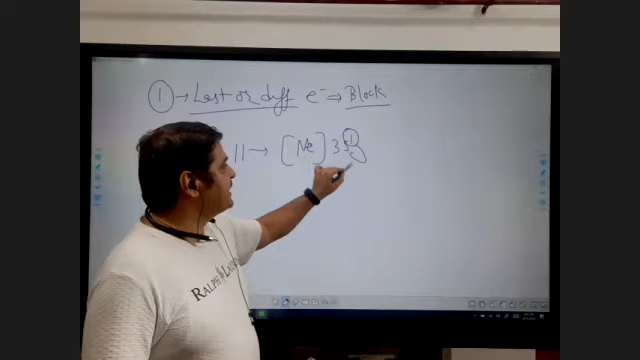 ① → Last or diff e⁻ ⇒ Block
11 → [Ne] 3s¹
RALPH LAUREN